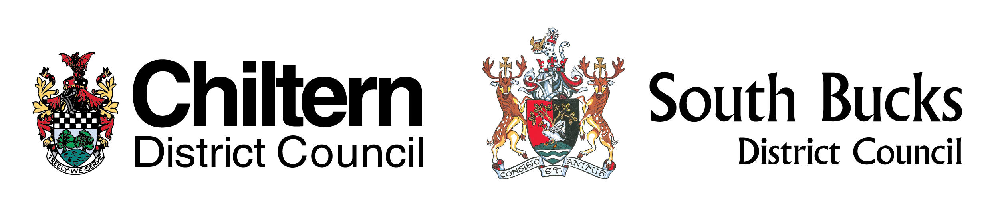 Chiltern
District Council
FREELY·WE·SERVE
South Bucks
District Council
CONSILIO ·ET· ANIMIS